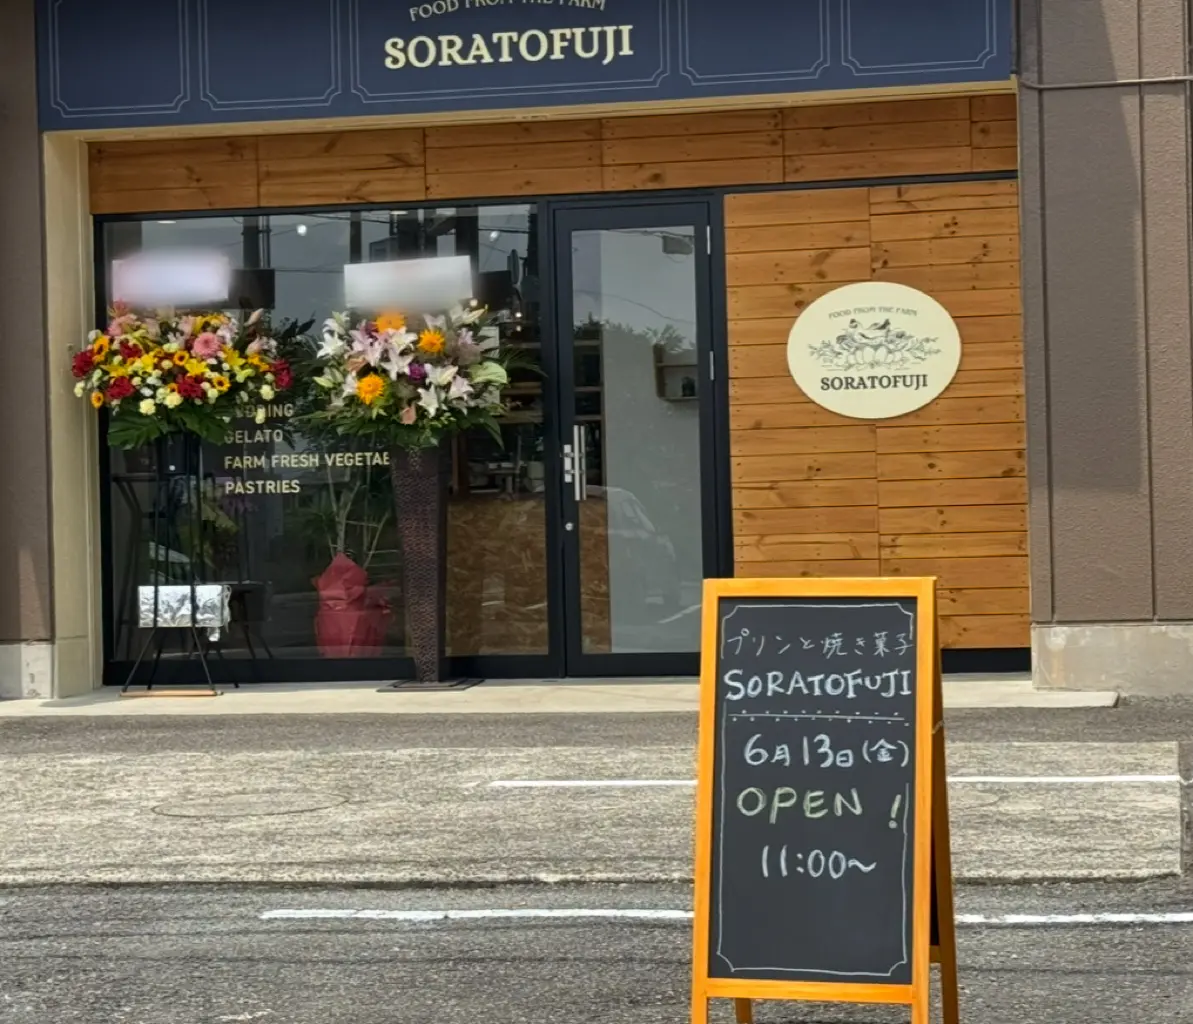 FOOD FROM THE FARM
SORATOFUJI
FOOD FROM THE FARM
SORATOFUJI
GELATO
FARM FRESH VEGETAB
PASTRIES
プリンと焼き菓子
SORATOFUJI
6月13日(金)
OPEN!
11:00~